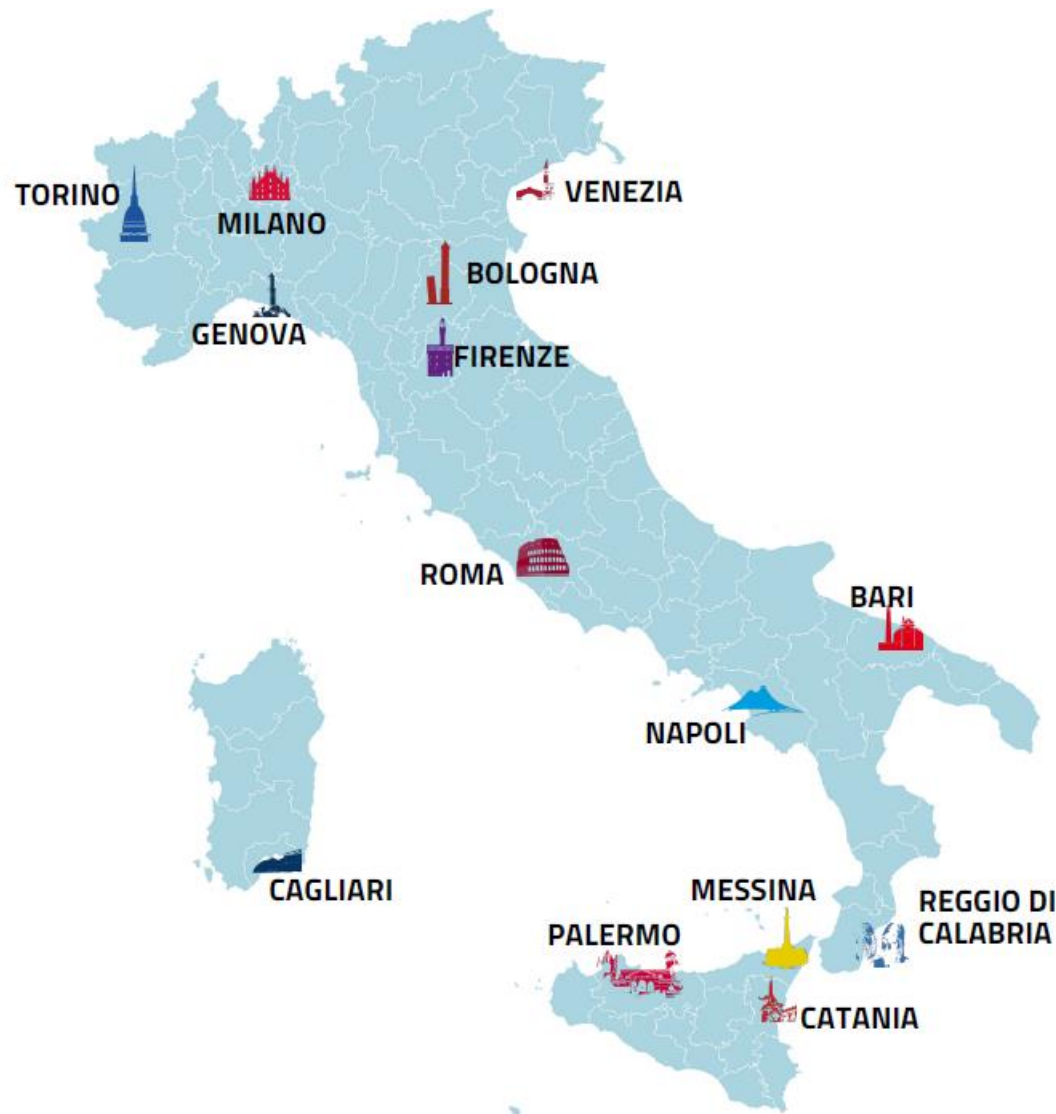 TORINO
MILANO
VENEZIA
BOLOGNA
GENOVA
FIRENZE
ROMA
BARI
NAPOLI
CAGLIARI
MESSINA
REGGIO DI
CALABRIA
PALERMO
CATANIA